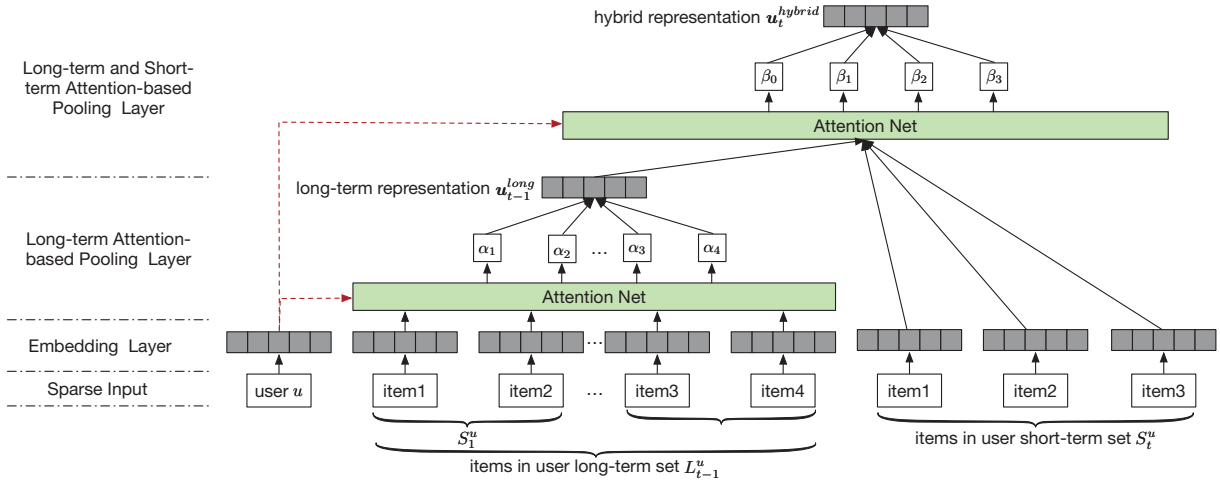 hybrid representation u_t^{hybrid}
Long-term and Short-
term Attention-based
Pooling Layer
β₀ β₁ β₂ β₃
Attention Net
long-term representation u_{t-1}^{long}
Long-term Attention-
based Pooling Layer
α₁ α₂ ... α₃ α₄
Attention Net
Embedding Layer
...
Sparse Input
user u
item1 item2 ... item3 item4
item1 item2 item3
S_1^u
items in user long-term set L_{t-1}^u
items in user short-term set S_t^u